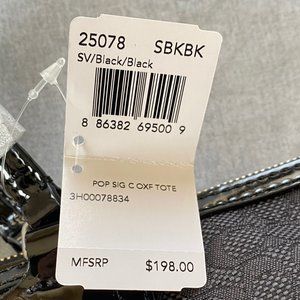 25078 SBKBK
SV/Black/Black
8 86382 69500 9
POP SIG C OXF TOTE
3H00078834
MFSRP $198.00